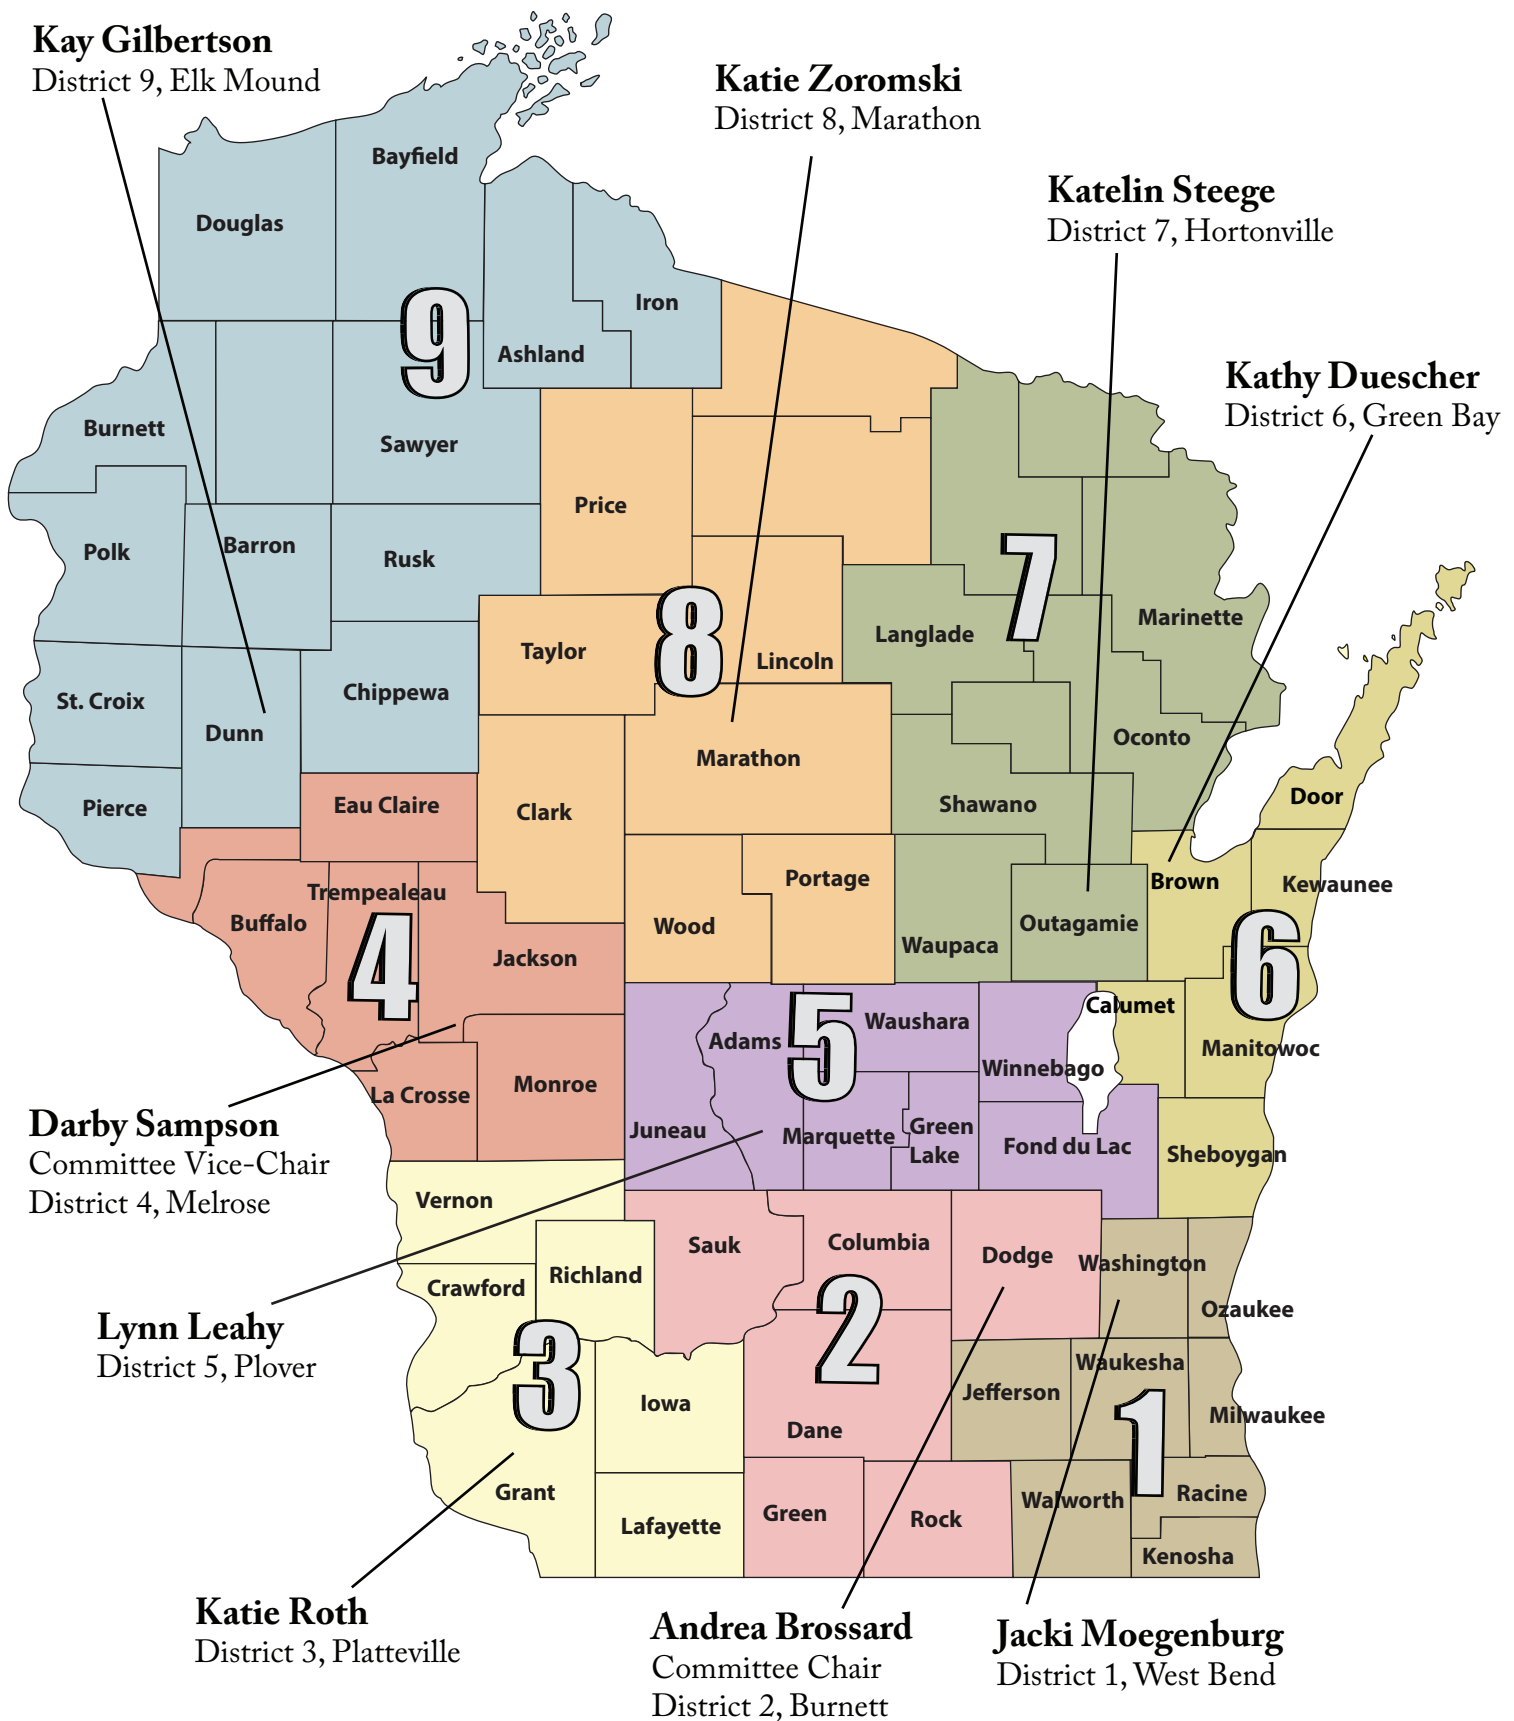 Kay Gilbertson
District 9, Elk Mound
Katie Zoromski
District 8, Marathon
Katelin Steege
District 7, Hortonville
Kathy Duescher
District 6, Green Bay
Bayfield
Douglas
Iron
9
Ashland
Burnett
Sawyer
Price
Polk
Barron
Rusk
7
Marinette
Langlade
8
Taylor
Lincoln
St. Croix
Chippewa
Dunn
Oconto
Marathon
Door
Pierce
Eau Claire
Clark
Shawano
Portage
Brown
Kewaunee
Trempealeau
Buffalo
Wood
Outagamie
Waupaca
6
4
Jackson
Calumet
5
Waushara
Adams
Manitowoc
Winnebago
Monroe
La Crosse
Darby Sampson
Committee Vice-Chair
District 4, Melrose
Juneau
Marquette
Green
Lake
Fond du Lac
Sheboygan
Vernon
Sauk
Columbia
Dodge
Washington
Richland
Crawford
Ozaukee
Lynn Leahy
District 5, Plover
2
3
Waukesha
Jefferson
Iowa
Milwaukee
Dane
1
Grant
Walworth
Racine
Green
Rock
Lafayette
Kenosha
Katie Roth
District 3, Platteville
Andrea Brossard
Committee Chair
District 2, Burnett
Jacki Moegenburg
District 1, West Bend